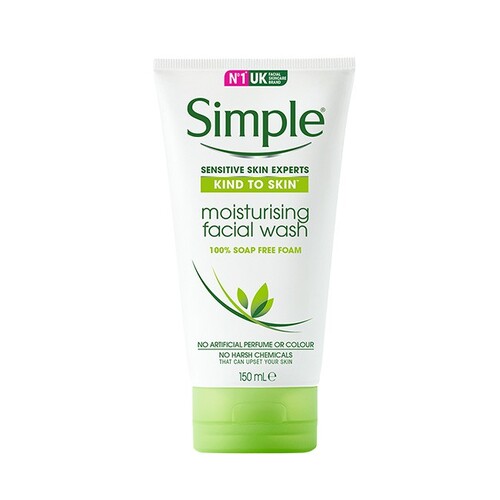 Nº1 UK FACIAL SKINCARE BRAND
Simple®
SENSITIVE SKIN EXPERTS
KIND TO SKIN™
moisturising
facial wash
100% SOAP FREE FOAM
NO ARTIFICIAL PERFUME OR COLOUR
NO HARSH CHEMICALS
THAT CAN UPSET YOUR SKIN
150 mL ℮